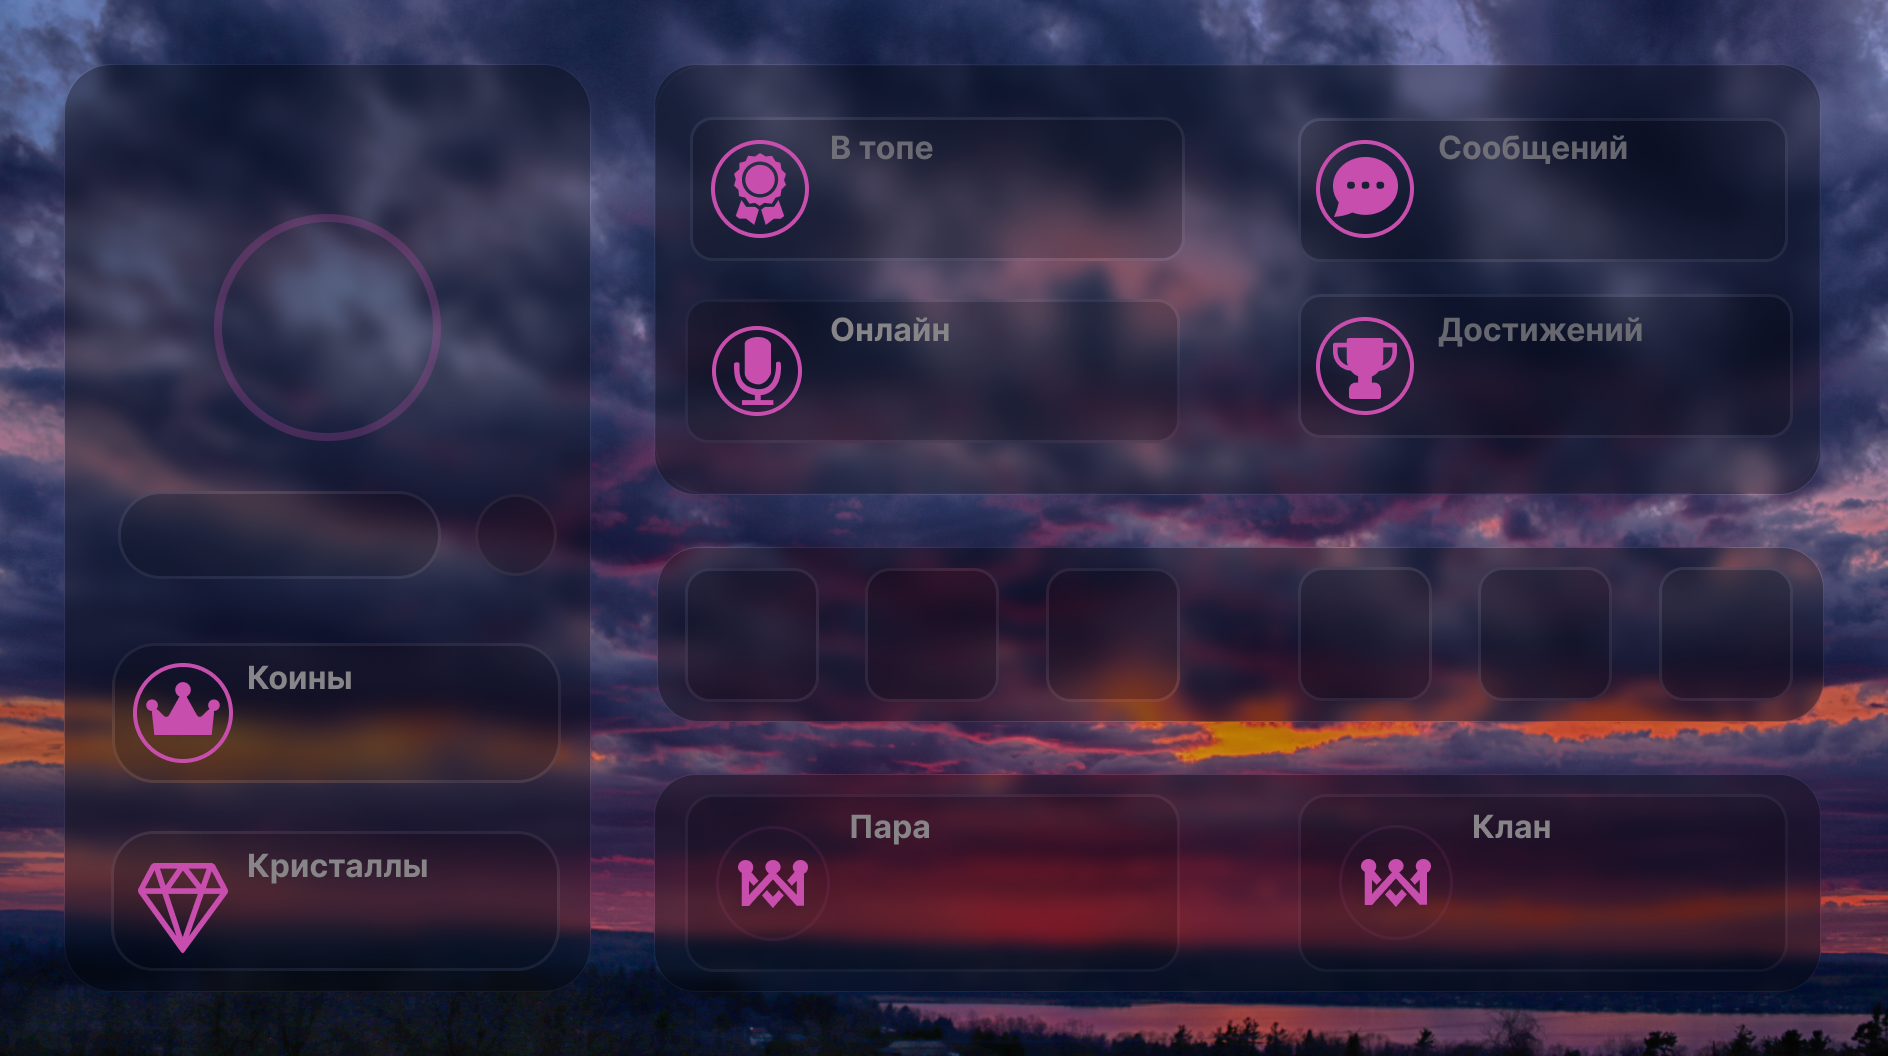 В топе
Сообщений
Онлайн
Достижений
Коины
Кристаллы
Пара
Клан